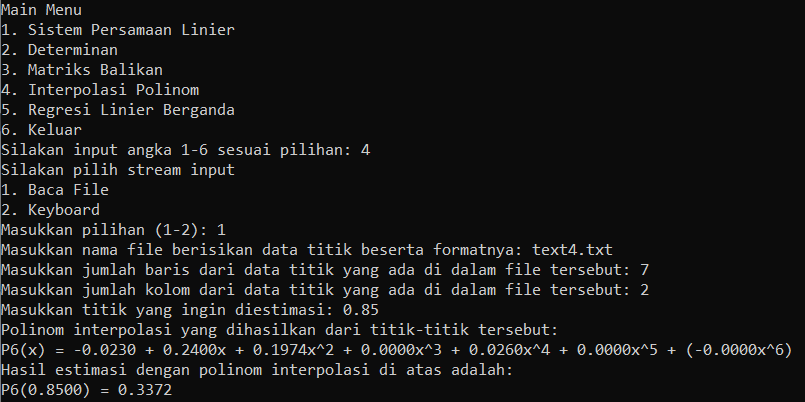 Main Menu
1. Sistem Persamaan Linier
2. Determinan
3. Matriks Balikan
4. Interpolasi Polinom
5. Regresi Linier Berganda
6. Keluar
Silakan input angka 1-6 sesuai pilihan: 4
Silakan pilih stream input
1. Baca File
2. Keyboard
Masukkan pilihan (1-2): 1
Masukkan nama file berisikan data titik beserta formatnya: text4.txt
Masukkan jumlah baris dari data titik yang ada di dalam file tersebut: 7
Masukkan jumlah kolom dari data titik yang ada di dalam file tersebut: 2
Masukkan titik yang ingin diestimasi: 0.85
Polinom interpolasi yang dihasilkan dari titik-titik tersebut:
P6(x) = -0.0230 + 0.2400x + 0.1974x^2 + 0.0000x^3 + 0.0260x^4 + 0.0000x^5 + (-0.0000x^6)
Hasil estimasi dengan polinom interpolasi di atas adalah:
P6(0.8500) = 0.3372